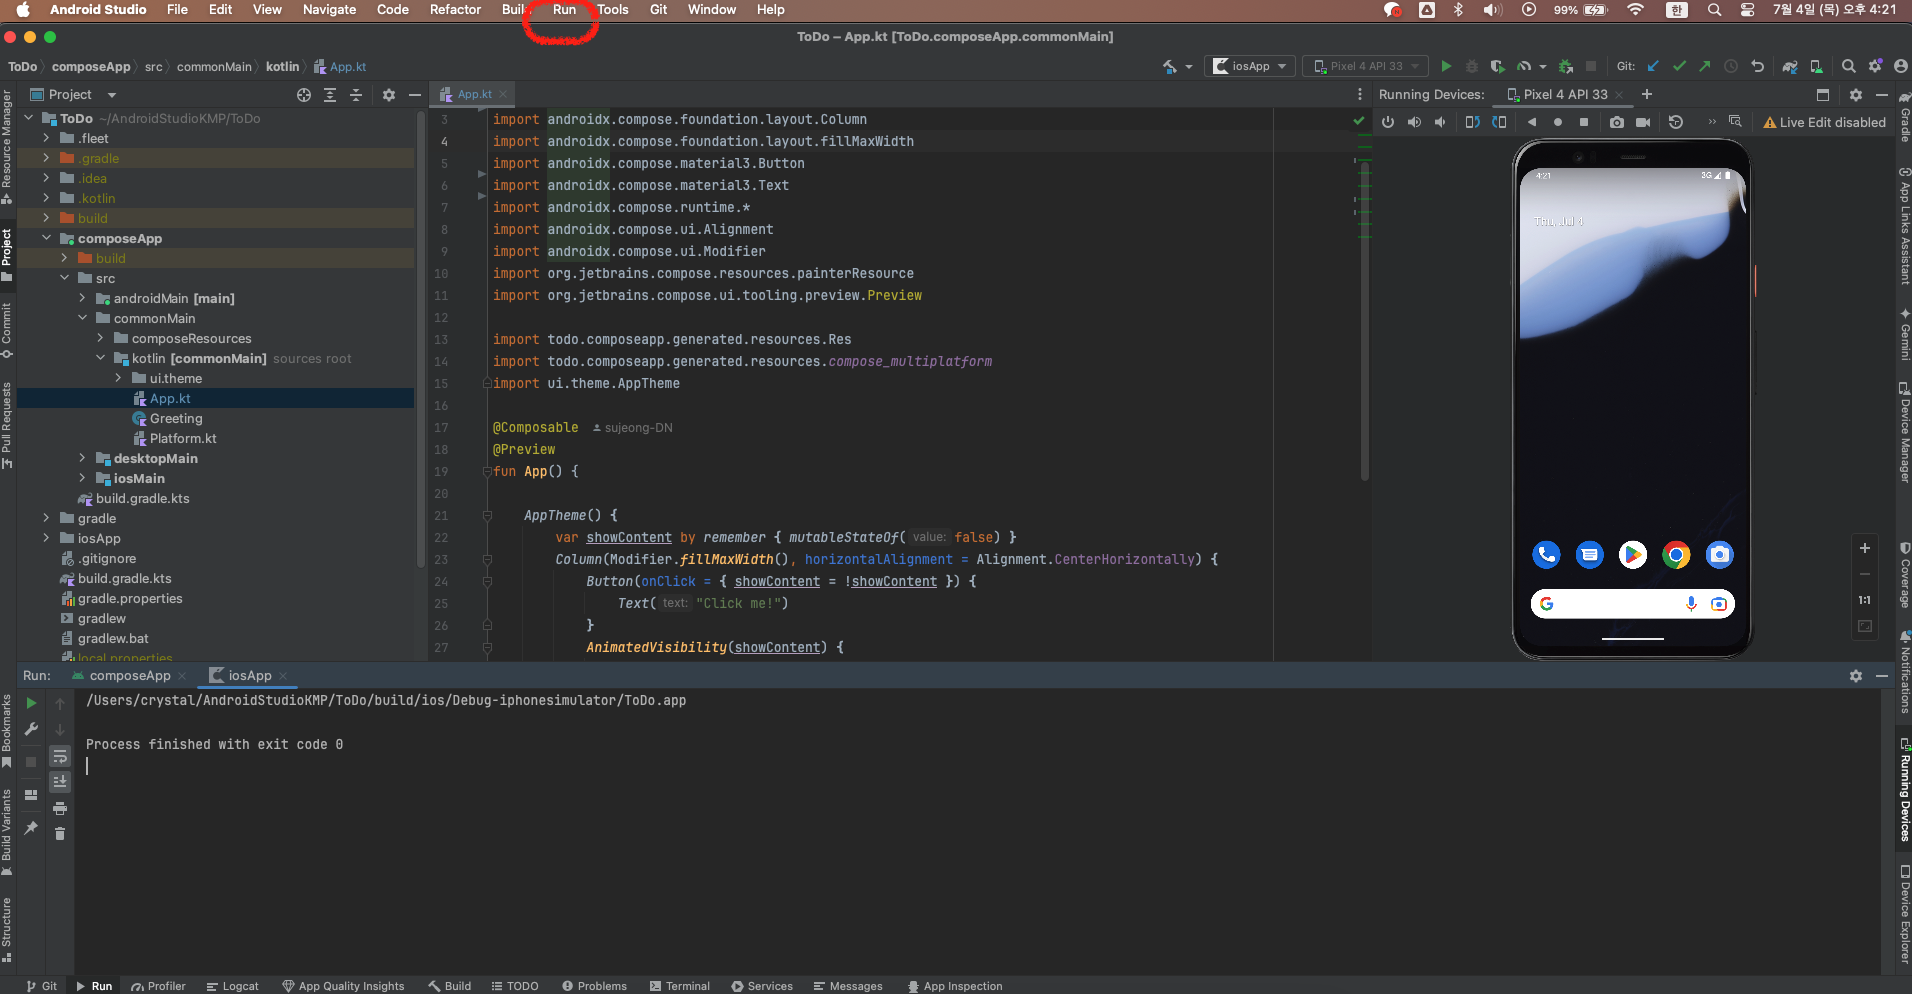 Android Studio File Edit View Navigate Code Refactor Run Tools Git Window Help 99% 한 7월 4일 (목) 오후 4:21
ToDo – App.kt [ToDo.composeApp.commonMain]
ToDo composeApp src commonMain kotlin App.kt iosApp Pixel 4 API 33 Git:
Project App.kt Running Devices: Pixel 4 API 33
Live Edit disabled
ToDo ~/AndroidStudioKMP/ToDo
.fleet
.gradle
.idea
.kotlin
build
composeApp
build
src
androidMain [main]
commonMain
composeResources
kotlin [commonMain] sources root
ui.theme
App.kt
Greeting
Platform.kt
desktopMain
iosMain
build.gradle.kts
gradle
iosApp
.gitignore
build.gradle.kts
gradle.properties
gradlew
gradlew.bat
local.properties
3 import androidx.compose.foundation.layout.Column
4 import androidx.compose.foundation.layout.fillMaxWidth
5 import androidx.compose.material3.Button
6 import androidx.compose.material3.Text
7 import androidx.compose.runtime.*
8 import androidx.compose.ui.Alignment
9 import androidx.compose.ui.Modifier
10 import org.jetbrains.compose.resources.painterResource
11 import org.jetbrains.compose.ui.tooling.preview.Preview
12
13 import todo.composeapp.generated.resources.Res
14 import todo.composeapp.generated.resources.compose_multiplatform
15 import ui.theme.AppTheme
16
17 @Composable sujeong-DN
18 @Preview
19 fun App() {
20
21 AppTheme() {
22 var showContent by remember { mutableStateOf( value: false) }
23 Column(Modifier.fillMaxWidth(), horizontalAlignment = Alignment.CenterHorizontally) {
24 Button(onClick = { showContent = !showContent }) {
25 Text( text: "Click me!")
26 }
27 AnimatedVisibility(showContent) {
4:21 3G
Thu, Jul 4
G
1:1
Run: composeApp iosApp
/Users/crystal/AndroidStudioKMP/ToDo/build/ios/Debug-iphonesimulator/ToDo.app
Process finished with exit code 0
Resource Manager
Project
Commit
Pull Requests
Bookmarks
Build Variants
Structure
Gradle
App Links Assistant
Gemini
Device Manager
Coverage
Notifications
Running Devices
Device Explorer
Git Run Profiler Logcat App Quality Insights Build TODO Problems Terminal Services Messages App Inspection